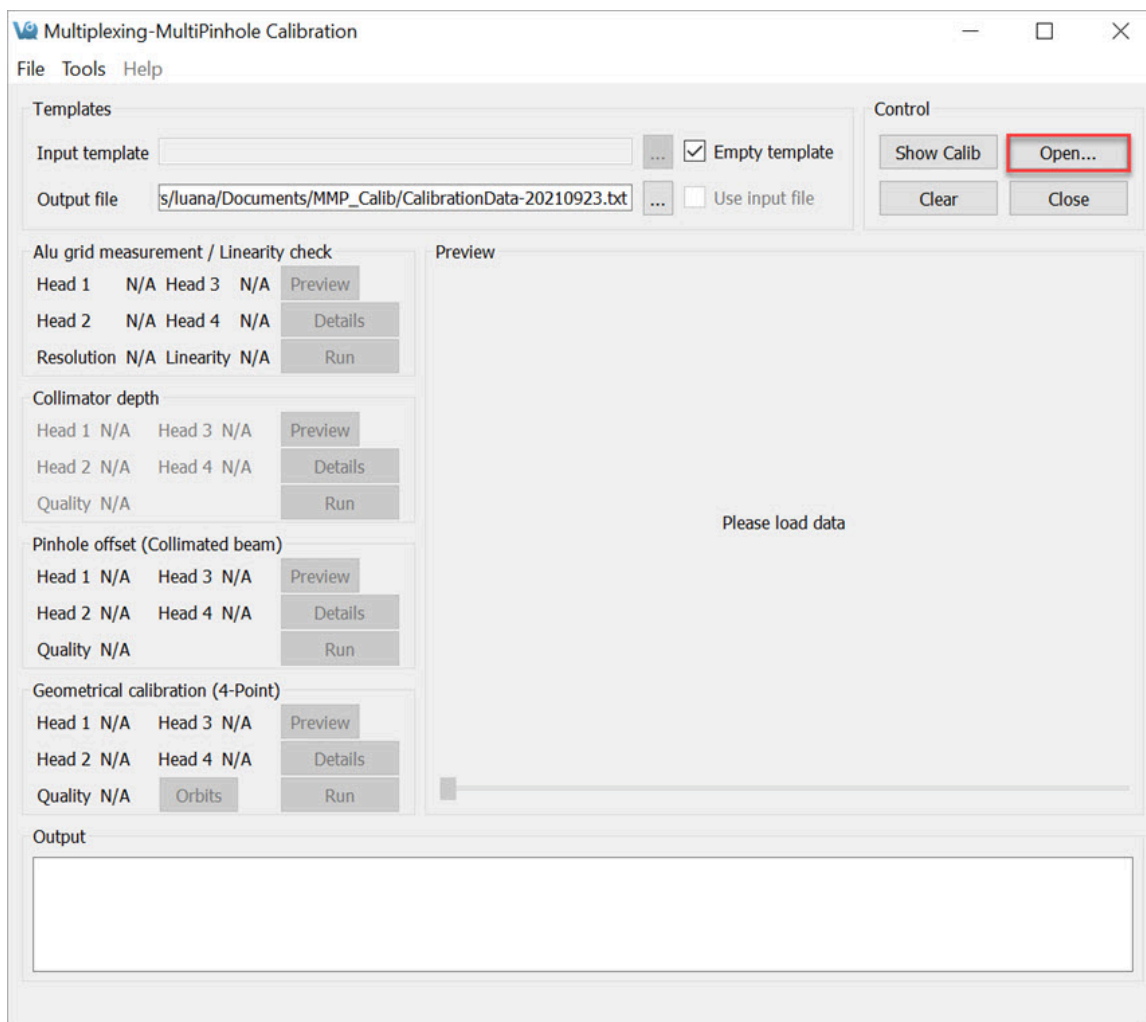 Multiplexing-MultiPinhole Calibration
File Tools Help
Templates
Input template ... Empty template
Output file s/luana/Documents/MMP_Calib/CalibrationData-20210923.txt ... Use input file
Control
Show Calib Open...
Clear Close
Alu grid measurement / Linearity check
Head 1 N/A Head 3 N/A Preview
Head 2 N/A Head 4 N/A Details
Resolution N/A Linearity N/A Run
Collimator depth
Head 1 N/A Head 3 N/A Preview
Head 2 N/A Head 4 N/A Details
Quality N/A Run
Pinhole offset (Collimated beam)
Head 1 N/A Head 3 N/A Preview
Head 2 N/A Head 4 N/A Details
Quality N/A Run
Geometrical calibration (4-Point)
Head 1 N/A Head 3 N/A Preview
Head 2 N/A Head 4 N/A Details
Quality N/A Orbits Run
Preview
Please load data
Output